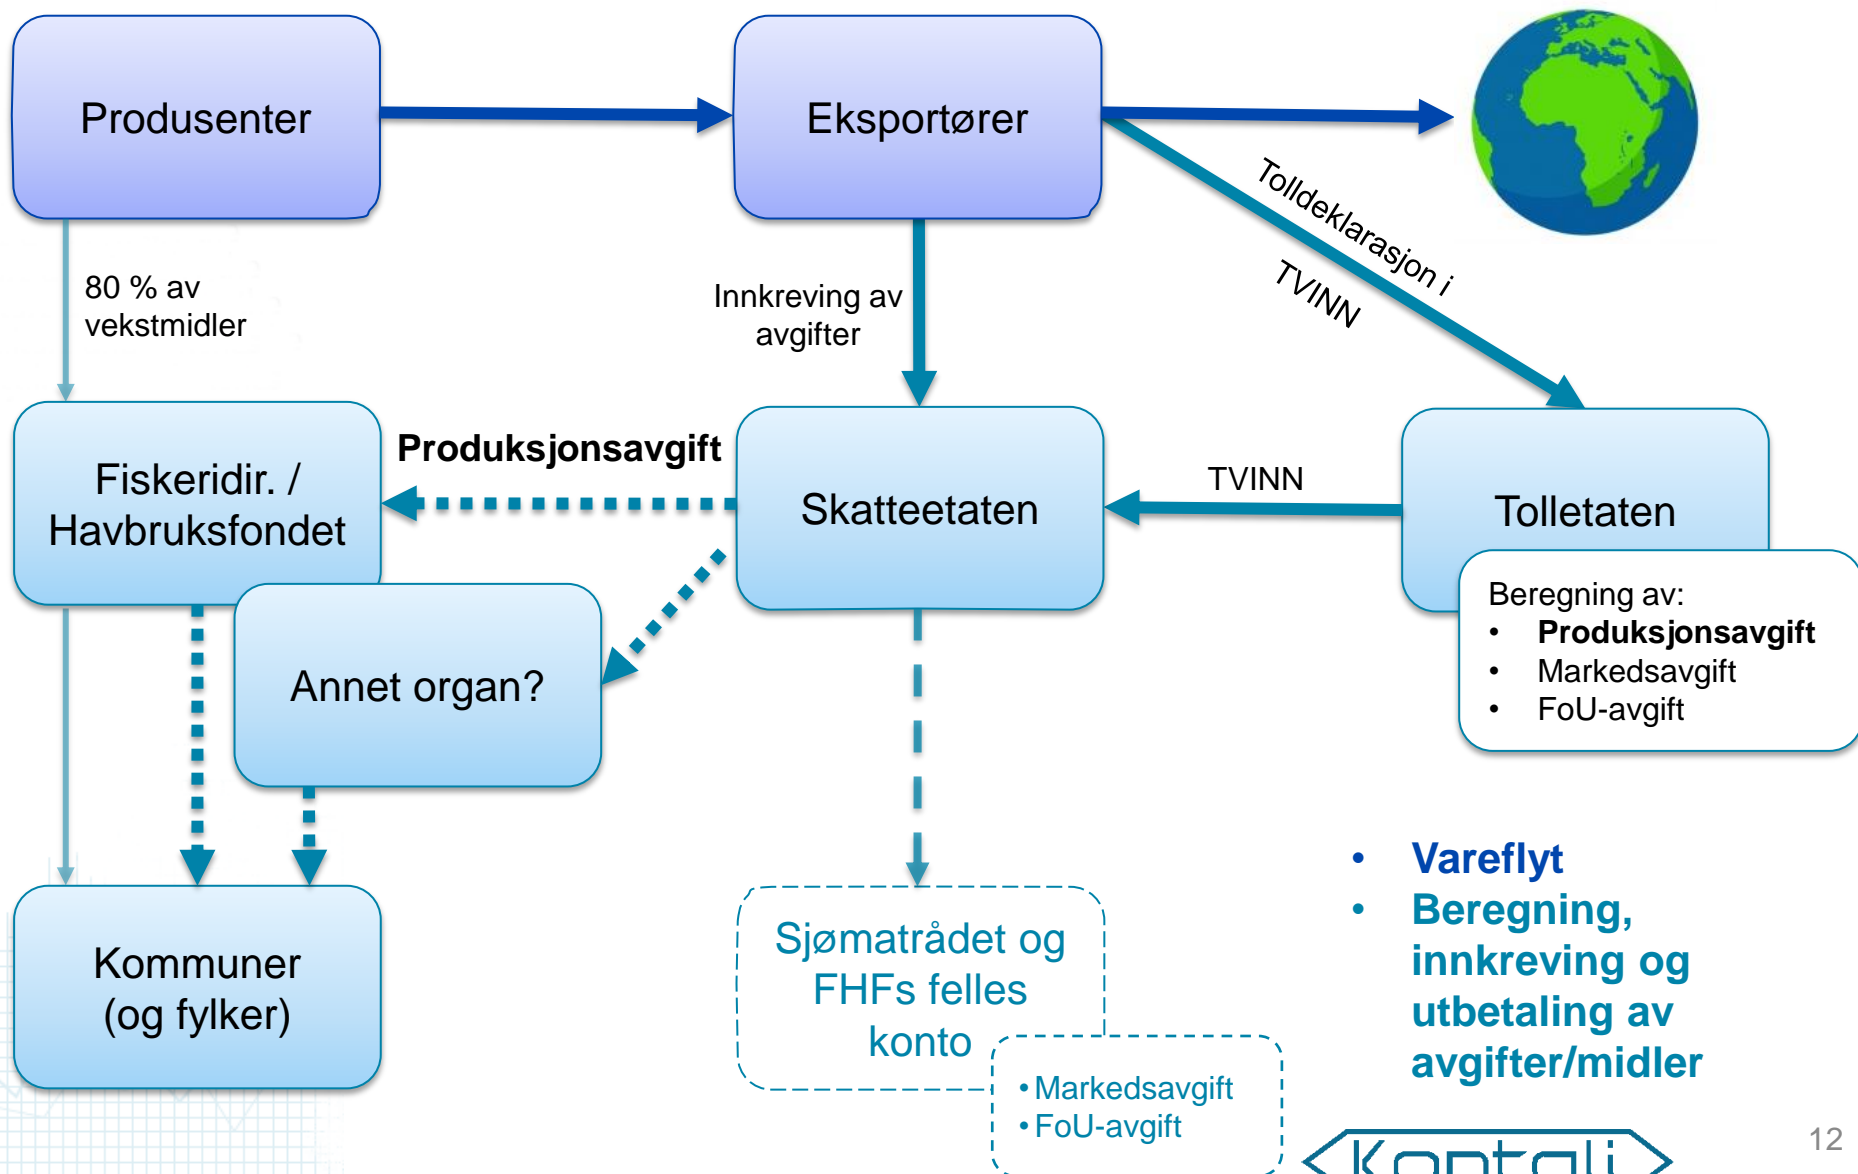 Produsenter
Eksportører
Tolldeklarasjon i
TVINN
80 % av
vekstmidler
Innkreving av
avgifter
Fiskeridir. /
Havbruksfondet
Produksjonsavgift
Skatteetaten
TVINN
Tolletaten
Beregning av:
• Produksjonsavgift
• Markedsavgift
• FoU-avgift
Annet organ?
Kommuner
(og fylker)
Sjømatrådet og
FHFs felles
konto
• Markedsavgift
• FoU-avgift
• Vareflyt
• Beregning,
innkreving og
utbetaling av
avgifter/midler
Kontali
12